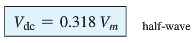 V_dc = 0.318 V_m half-wave